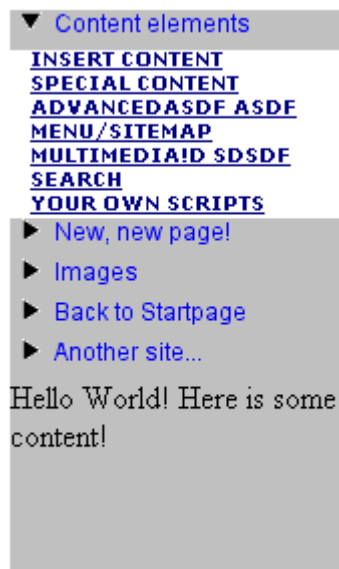 Content elements
INSERT CONTENT
SPECIAL CONTENT
ADVANCEDASDF ASDF
MENU/SITEMAP
MULTIMEDIA!D SDSDF
SEARCH
YOUR OWN SCRIPTS
New, new page!
Images
Back to Startpage
Another site...
Hello World! Here is some
content!